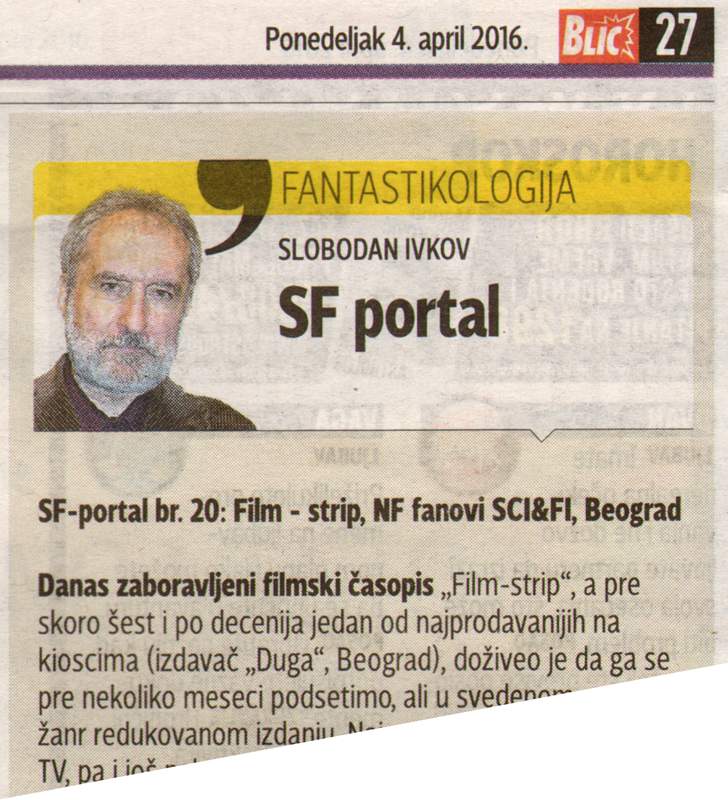 Ponedeljak 4. april 2016.
Blic
27
FANTASTIKOLOGIJA
SLOBODAN IVKOV
SF portal
SF-portal br. 20: Film - strip, NF fanovi SCI&FI, Beograd
Danas zaboravljeni filmski časopis „Film-strip“, a pre
skoro šest i po decenija jedan od najprodavanijih na
kioscima (izdavač „Duga“, Beograd), doživeo je da ga se
pre nekoliko meseci podsetimo, ali u svedenom
žanr redukovanom izdanju.
TV, pa i još